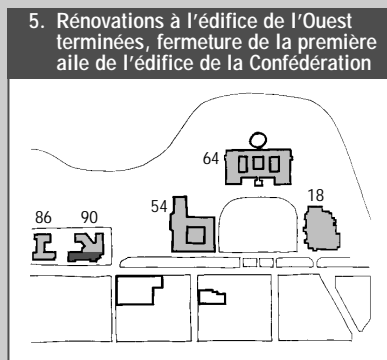 5. Rénovations à l'édifice de l'Ouest
terminées, fermeture de la première
aile de l'édifice de la Confédération
64
54
18
86
90